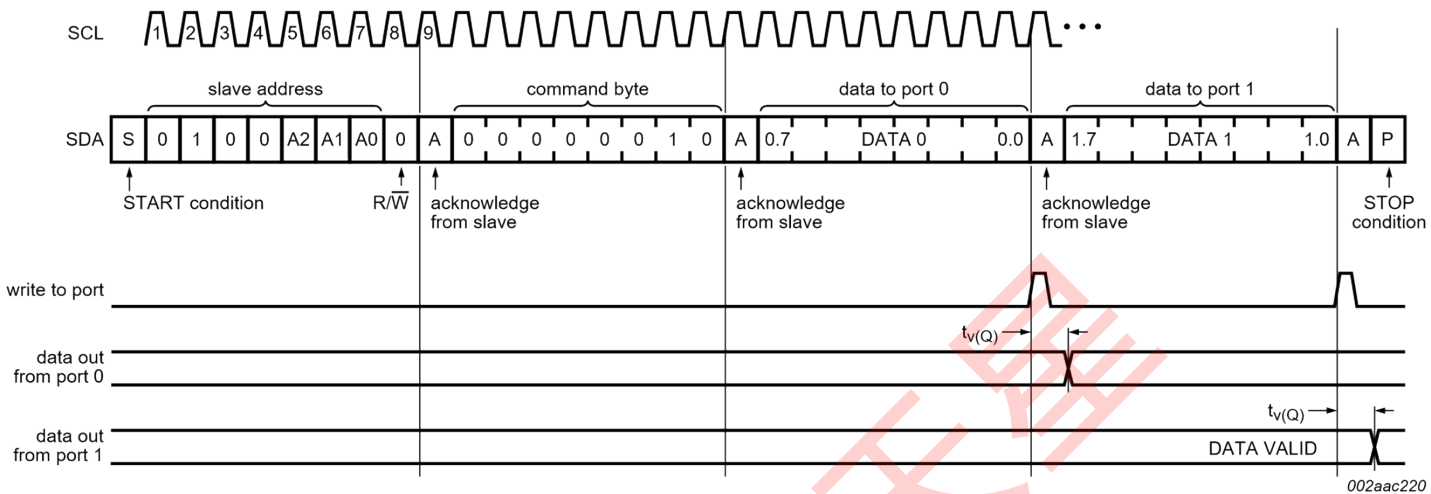 SCL 1 2 3 4 5 6 7 8 9
slave address command byte data to port 0 data to port 1
SDA S 0 1 0 0 A2 A1 A0 0 A 0 0 0 0 0 0 1 0 A 0.7 DATA 0 0.0 A 1.7 DATA 1 1.0 A P
START condition R/W̅ acknowledge from slave acknowledge from slave acknowledge from slave STOP condition
write to port
tv(Q)
data out
from port 0
tv(Q)
data out
from port 1 DATA VALID
002aac220
天星